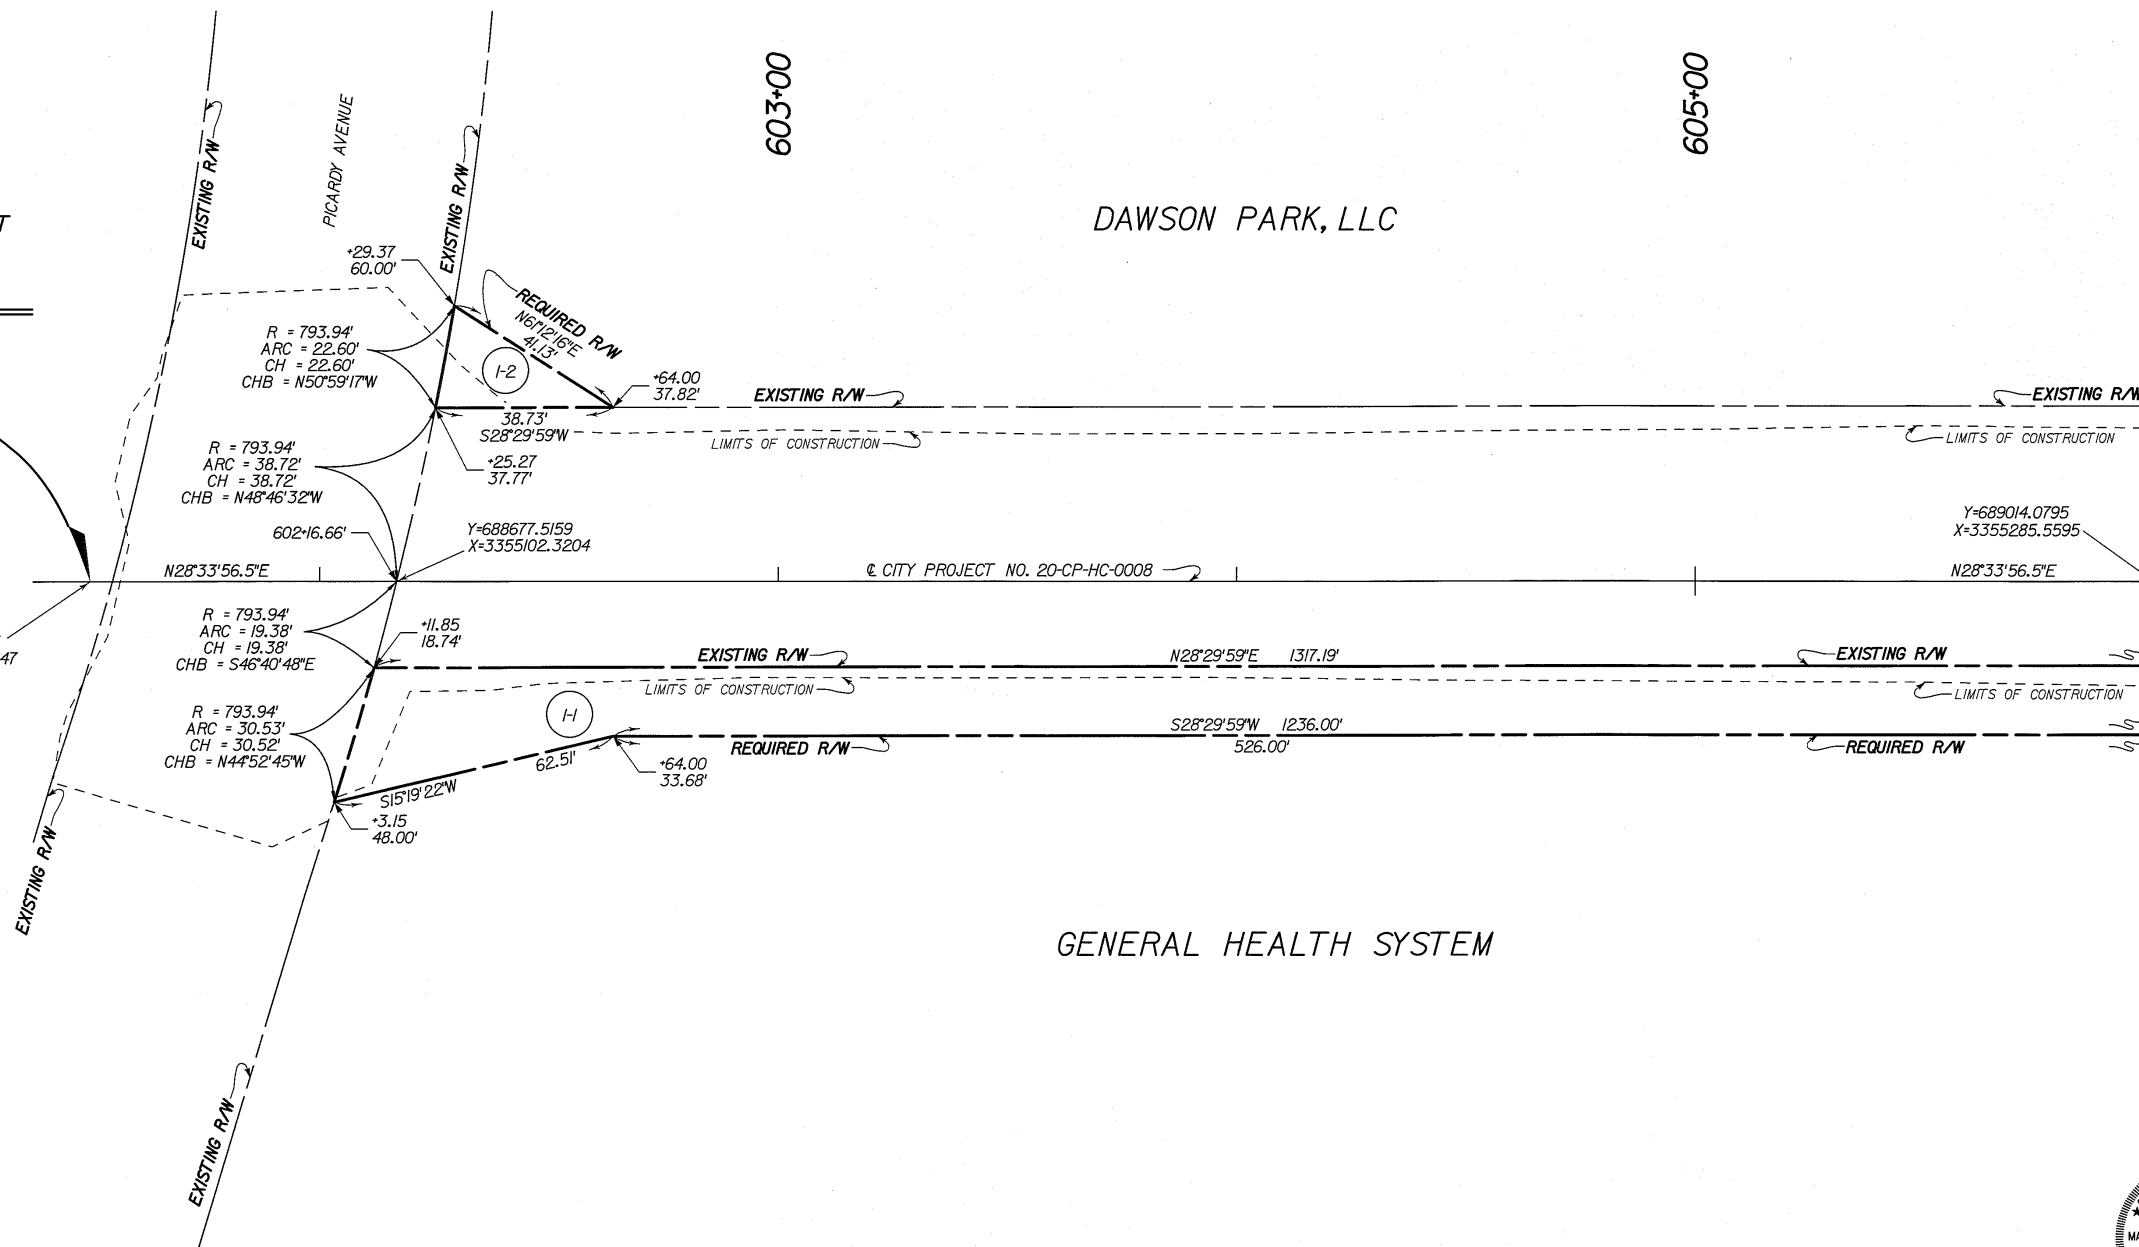 603+00
605+00
PICARDY AVENUE
EXISTING R/W
EXISTING R/W
DAWSON PARK, LLC
T
+29.37
60.00'
REQUIRED R/W
N61°12'16"E
41.13'
R = 793.94'
ARC = 22.60'
CH = 22.60'
CHB = N50°59'17"W
1-2
+64.00
37.82'
EXISTING R/W
EXISTING R/W
38.73'
S28°29'59"W
LIMITS OF CONSTRUCTION
LIMITS OF CONSTRUCTION
R = 793.94'
ARC = 38.72'
CH = 38.72'
CHB = N48°46'32"W
+25.27
37.77'
602+16.66'
Y=688677.5159
X=3355102.3204
Y=689014.0795
X=3355285.5595
N28°33'56.5"E
℄ CITY PROJECT NO. 20-CP-HC-0008
N28°33'56.5"E
R = 793.94'
ARC = 19.38'
CH = 19.38'
CHB = S46°40'48"E
+11.85
18.74'
47
EXISTING R/W
N28°29'59"E 1317.19'
EXISTING R/W
LIMITS OF CONSTRUCTION
LIMITS OF CONSTRUCTION
R = 793.94'
ARC = 30.53'
CH = 30.52'
CHB = N44°52'45"W
1-1
S28°29'59"W 1236.00'
REQUIRED R/W
526.00'
REQUIRED R/W
62.51'
S15°19'22"W
+64.00
33.68'
+3.15
48.00'
EXISTING R/W
GENERAL HEALTH SYSTEM
EXISTING R/W
MA